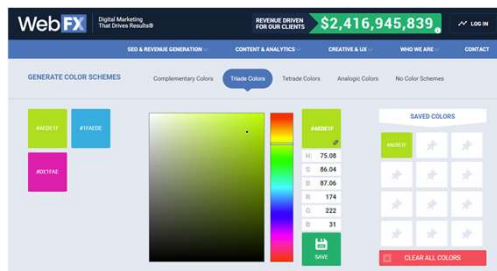 WebFX
Digital Marketing
That Drives Results®
REVENUE DRIVEN
FOR OUR CLIENTS
$2,416,945,839
LOG IN
SEO & REVENUE GENERATION
CONTENT & ANALYTICS
CREATIVE & UX
WHO WE ARE
CONTACT
GENERATE COLOR SCHEMES
Complementary Colors
Triade Colors
Tetrade Colors
Analogic Colors
No Color Schemes
#AEDE1F
#1FAEDE
#DE1FAE
#AEDE1F
H: 75.08
S: 86.04
B: 87.06
R: 174
G: 222
B: 31
SAVE
SAVED COLORS
#AEDE1F
CLEAR ALL COLORS